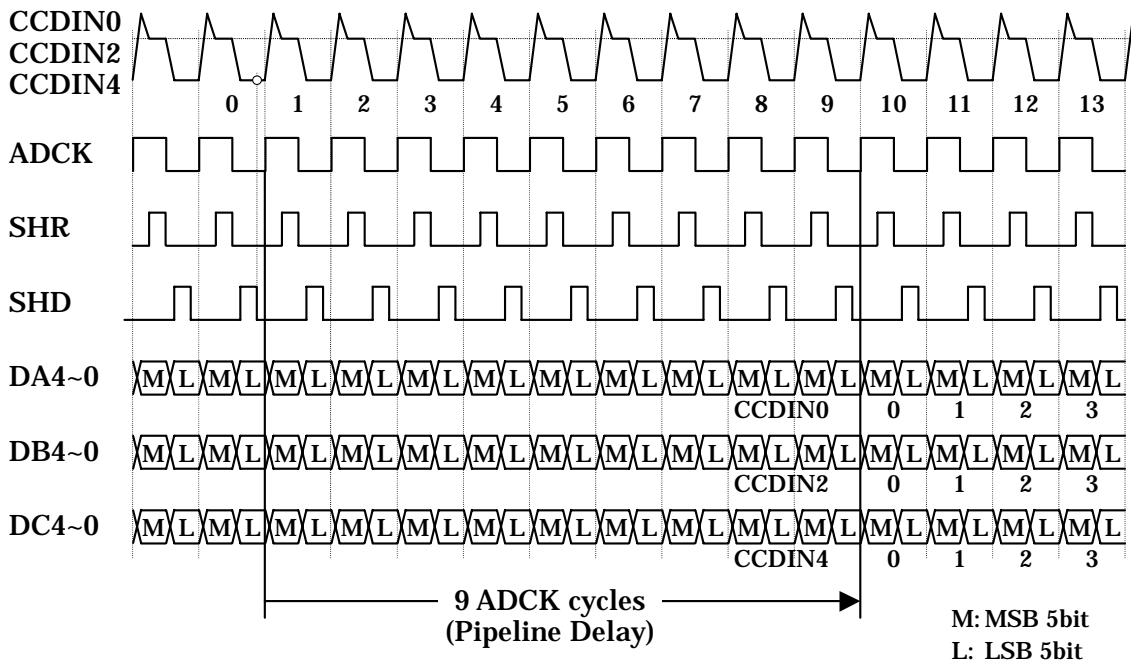 CCDIN0
CCDIN2
CCDIN4
0 1 2 3 4 5 6 7 8 9 10 11 12 13
ADCK
SHR
SHD
DA4~0 M L M L M L M L M L M L M L M L M L M L M L M L M L M L M L
CCDIN0 0 1 2 3
DB4~0 M L M L M L M L M L M L M L M L M L M L M L M L M L M L M L
CCDIN2 0 1 2 3
DC4~0 M L M L M L M L M L M L M L M L M L M L M L M L M L M L M L
CCDIN4 0 1 2 3
9 ADCK cycles
(Pipeline Delay)
M: MSB 5bit
L: LSB 5bit